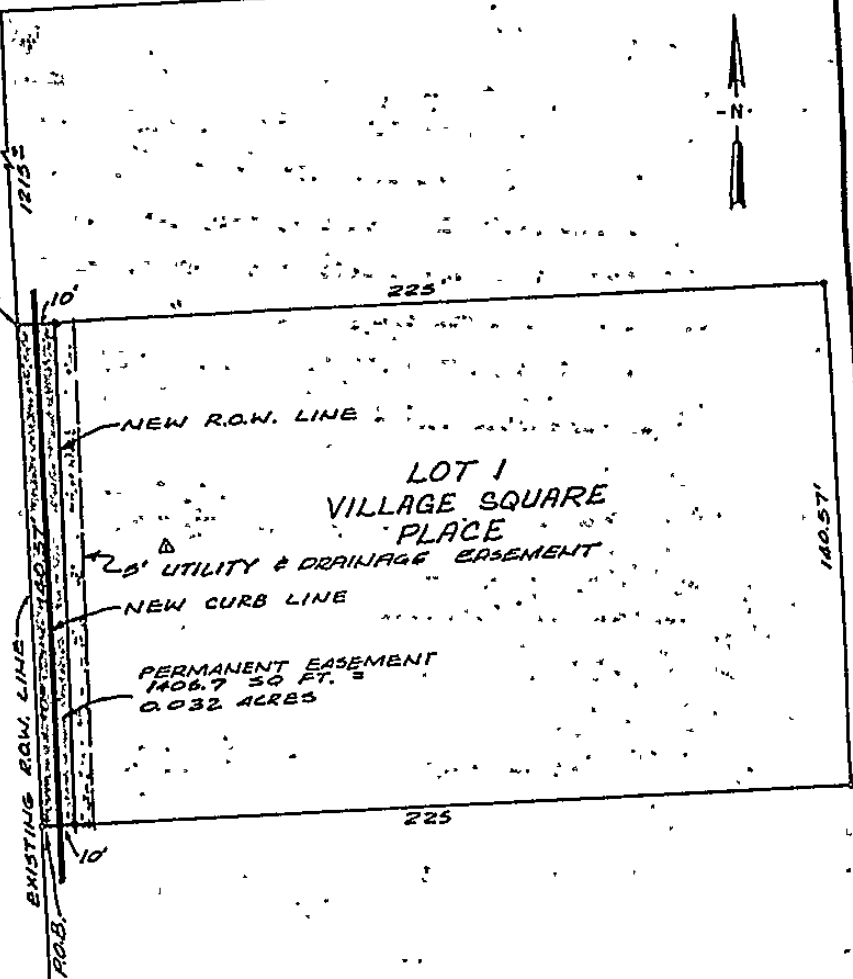 -N-
1213±
225'
10'
NEW R.O.W. LINE
LOT 1
VILLAGE SQUARE
PLACE
5' UTILITY & DRAINAGE EASEMENT
140.57'
140.57'
NEW CURB LINE
PERMANENT EASEMENT
1406.7 SQ FT. =
0.032 ACRES
EXISTING R.O.W. LINE
225
10'
P.O.B.